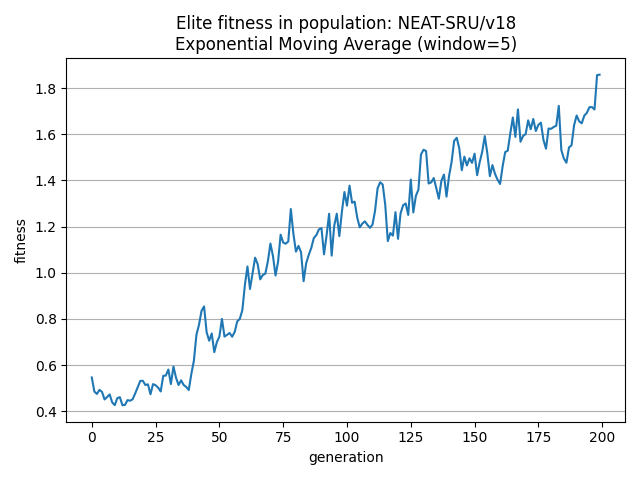 Elite fitness in population: NEAT-SRU/v18
Exponential Moving Average (window=5)
fitness
1.8
1.6
1.4
1.2
1.0
0.8
0.6
0.4
0 25 50 75 100 125 150 175 200
generation